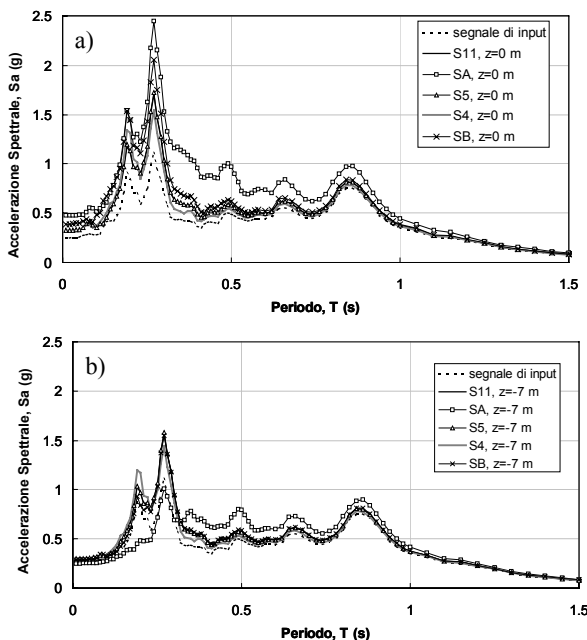 a)
segnale di input
S11, z=0 m
SA, z=0 m
S5, z=0 m
S4, z=0 m
SB, z=0 m
Accelerazione Spettrale, Sa (g)
2.5
2
1.5
1
0.5
0
0 0.5 1 1.5
Periodo, T (s)
b)
segnale di input
S11, z=-7 m
SA, z=-7 m
S5, z=-7 m
S4, z=-7 m
SB, z=-7 m
Accelerazione Spettrale, Sa (g)
2.5
2
1.5
1
0.5
0
0 0.5 1 1.5
Periodo, T (s)